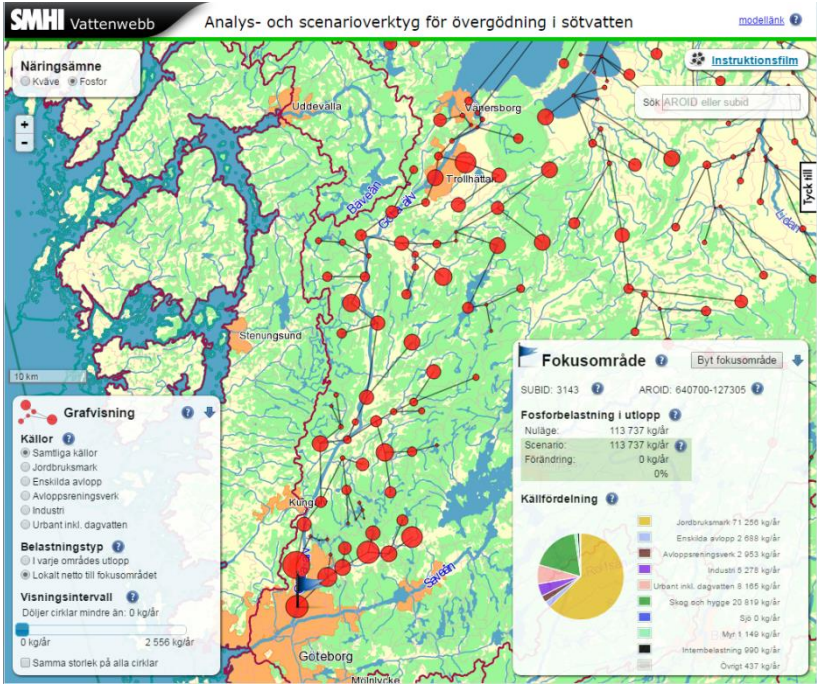 SMHI Vattenwebb
Analys- och scenarioverktyg för övergödning i sötvatten
modellänk ?
Näringsämne
Kväve Fosfor
Instruktionsfilm
Sök AROID eller subid
+
-
Tyck till
Uddevalla
Vänersborg
Trollhättan
Baveån
Göta älv
Lidan
Stenungsund
Kung
Säveån
Göteborg
Mölnlycke
10 km
Grafvisning ?
Källor ?
Samtliga källor
Jordbruksmark
Enskilda avlopp
Avloppsreningsverk
Industri
Urbant inkl. dagvatten
Belastningstyp ?
I varje områdes utlopp
Lokalt netto till fokusområdet
Visningsintervall ?
Döljer cirklar mindre än: 0 kg/år
0 kg/år 2 556 kg/år
Samma storlek på alla cirklar
Fokusområde ? Byt fokusområde
SUBID: 3143 ? AROID: 640700-127305 ?
Fosforbelastning i utlopp ?
Nuläge: 113 737 kg/år
Scenario: 113 737 kg/år ?
Förändring: 0 kg/år
0%
Källfördelning ?
Jordbruksmark 71 256 kg/år
Enskilda avlopp 2 688 kg/år
Avloppsreningsverk 2 953 kg/år
Industri 5 278 kg/år
Urbant inkl. dagvatten 8 165 kg/år
Skog och hygge 20 819 kg/år
Sjö 0 kg/år
Myr 1 149 kg/år
Internbelastning 990 kg/år
Övrigt 437 kg/år